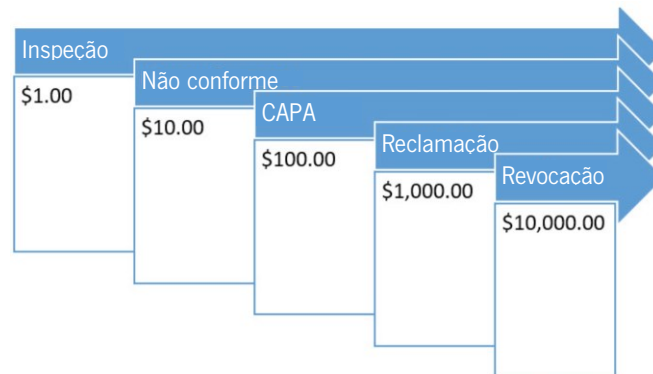 Inspeção
$1.00
Não conforme
$10.00
CAPA
$100.00
Reclamação
$1,000.00
Revocacão
$10,000.00